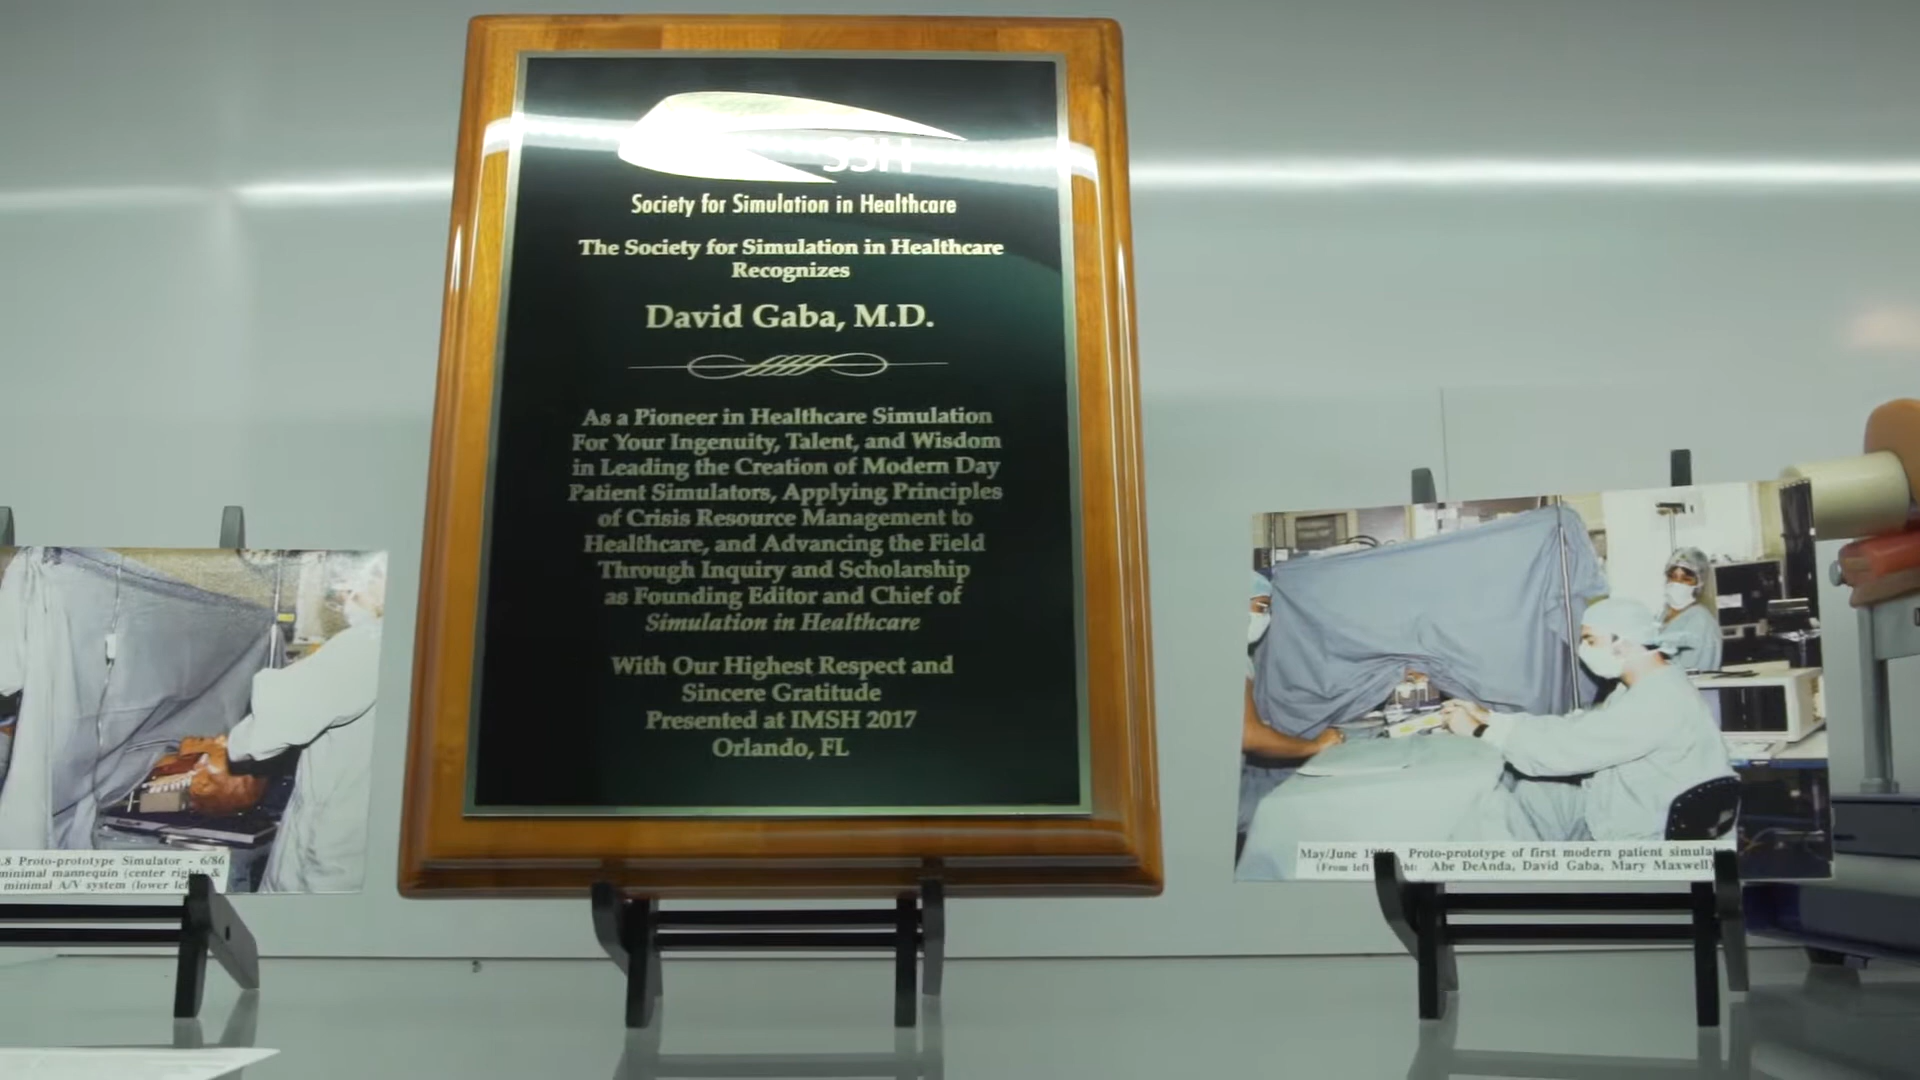 SSH
Society for Simulation in Healthcare
The Society for Simulation in Healthcare
Recognizes
David Gaba, M.D.
As a Pioneer in Healthcare Simulation
For Your Ingenuity, Talent, and Wisdom
in Leading the Creation of Modern Day
Patient Simulators, Applying Principles
of Crisis Resource Management to
Healthcare, and Advancing the Field
Through Inquiry and Scholarship
as Founding Editor and Chief of
Simulation in Healthcare
With Our Highest Respect and
Sincere Gratitude
Presented at IMSH 2017
Orlando, FL
.8 Proto-prototype Simulator - 6/86
minimal mannequin (center right) &
minimal A/V system (lower
May/June Proto-prototype of first modern patient
(From left Abe DeAnda, David Gaba, Mary Maxwell)